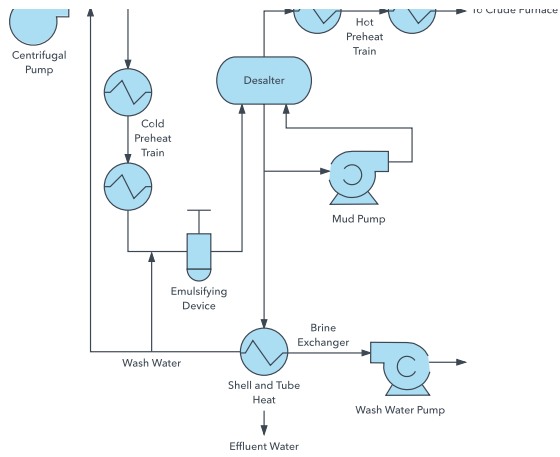 To Crude Furnace
Hot
Preheat
Train
Centrifugal
Pump
Desalter
Cold
Preheat
Train
Mud Pump
Emulsifying
Device
Brine
Exchanger
Wash Water
Shell and Tube
Heat
Wash Water Pump
Effluent Water